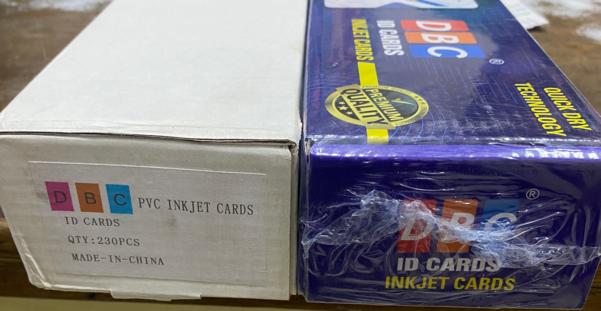 DBC PVC INKJET CARDS
ID CARDS
QTY:230PCS
MADE-IN-CHINA
DBC ®
ID CARDS
INKJET CARDS
PREMIUM
QUALITY
QUICK DRY
TECHNOLOGY
DBC ®
ID CARDS
INKJET CARDS